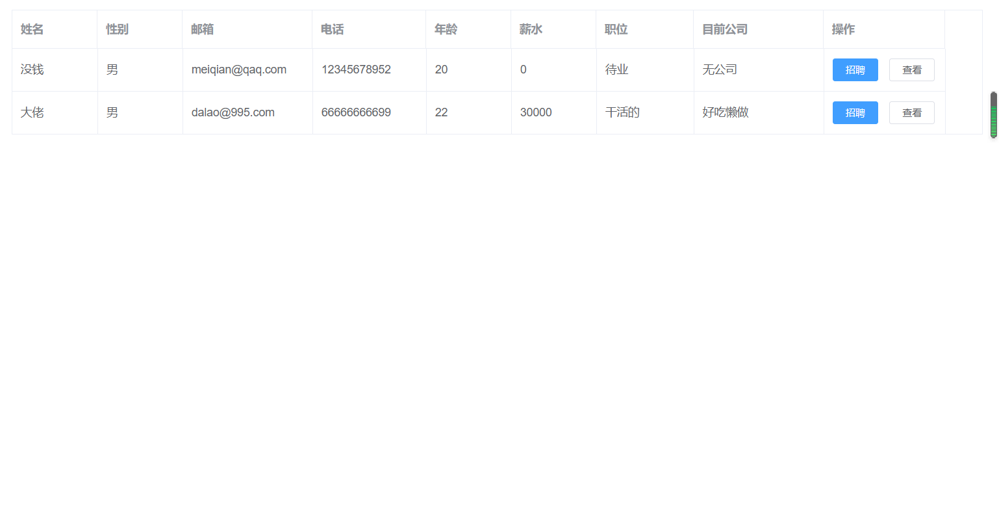 姓名 性别 邮箱 电话 年龄 薪水 职位 目前公司 操作
没钱 男 meiqian@qaq.com 12345678952 20 0 待业 无公司 招聘 查看
大佬 男 dalao@995.com 66666666699 22 30000 干活的 好吃懒做 招聘 查看